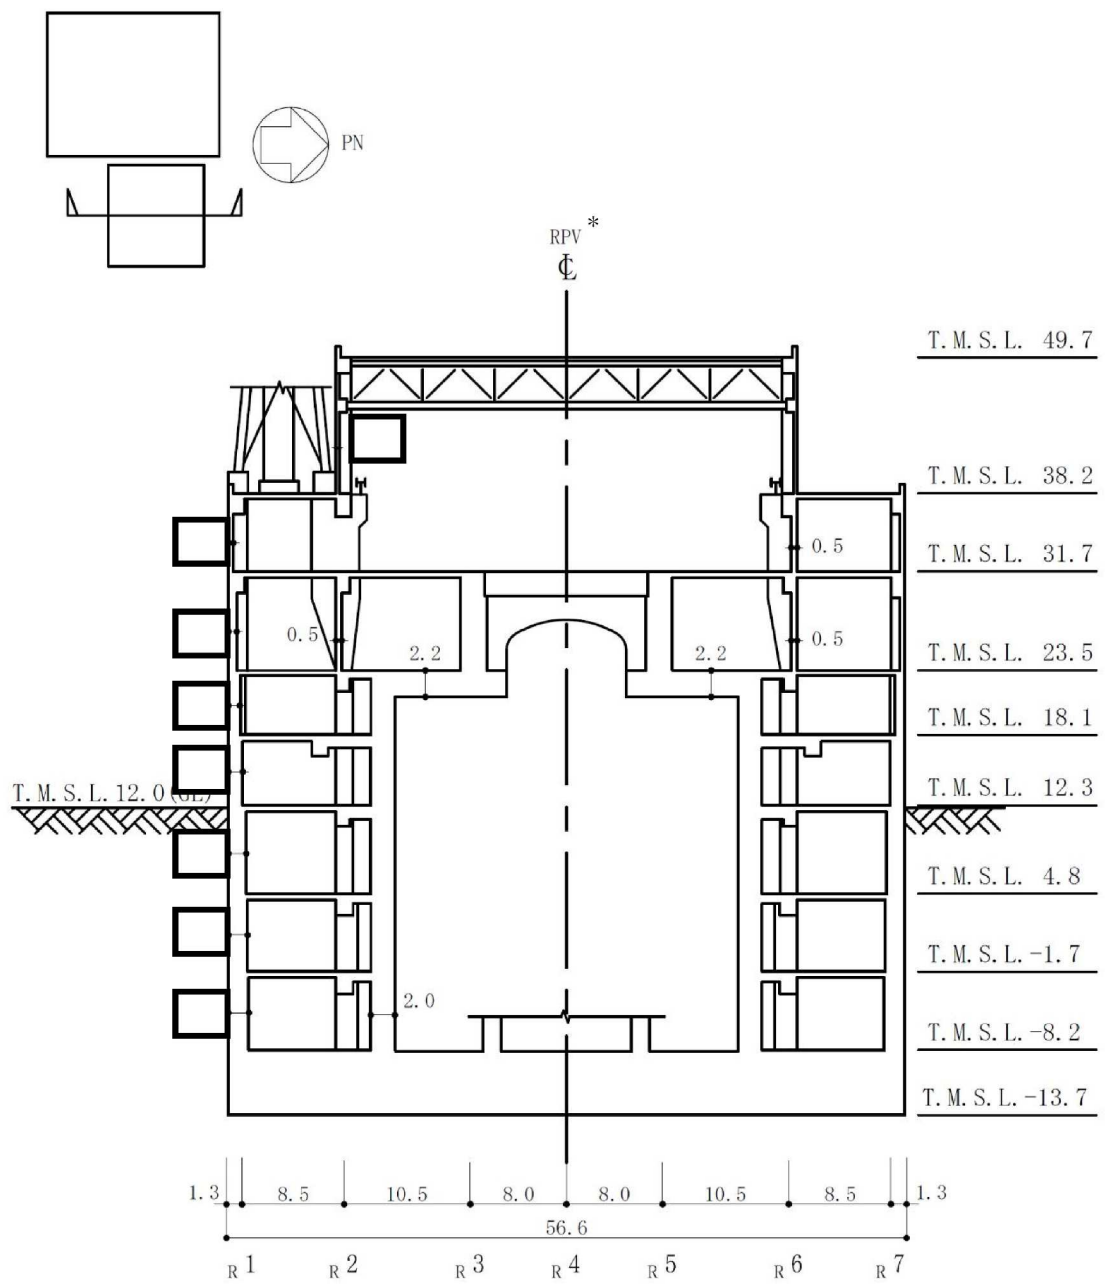 PN
RPV *
℄
T.M.S.L. 49.7
T.M.S.L. 38.2
0.5
T.M.S.L. 31.7
0.5
0.5
2.2
2.2
T.M.S.L. 23.5
T.M.S.L. 18.1
T.M.S.L.12.0(GL)
T.M.S.L. 12.3
T.M.S.L. 4.8
T.M.S.L.-1.7
2.0
T.M.S.L.-8.2
T.M.S.L.-13.7
1.3 8.5 10.5 8.0 8.0 10.5 8.5 1.3
56.6
R1 R2 R3 R4 R5 R6 R7